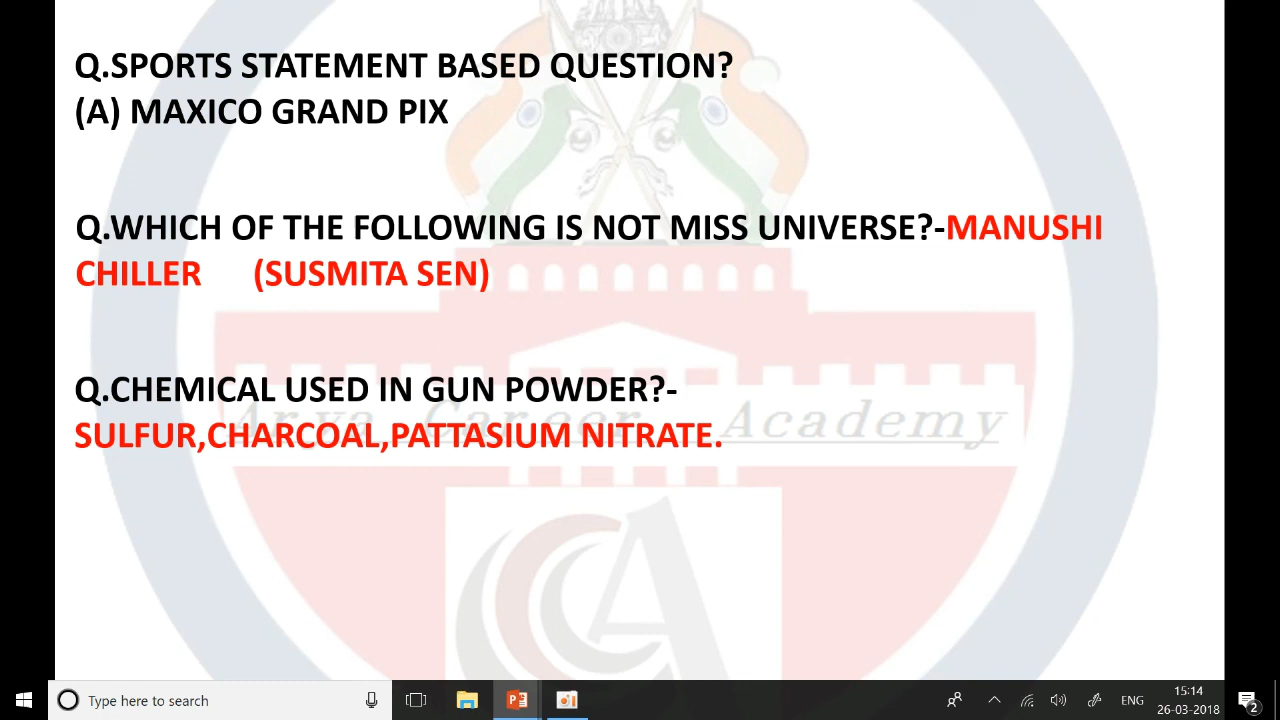 Q.SPORTS STATEMENT BASED QUESTION?
(A) MAXICO GRAND PIX
Q.WHICH OF THE FOLLOWING IS NOT MISS UNIVERSE?-MANUSHI
CHILLER (SUSMITA SEN)
Q.CHEMICAL USED IN GUN POWDER?-
Arya Career Academy
SULFUR,CHARCOAL,PATTASIUM NITRATE.
CCA
Type here to search
ENG
15:14
26-03-2018
2